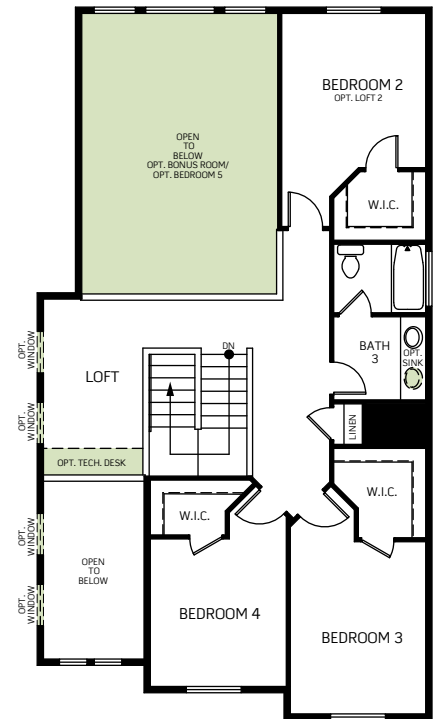 BEDROOM 2
OPT. LOFT 2
OPEN
TO
BELOW
OPT. BONUS ROOM/
OPT. BEDROOM 5
W.I.C.
OPT.
WINDOW
DN
BATH
3
OPT.
SINK
LOFT
OPT.
WINDOW
LINEN
OPT. TECH. DESK
W.I.C.
W.I.C.
OPT.
WINDOW
OPEN
TO
BELOW
OPT.
WINDOW
BEDROOM 4
BEDROOM 3